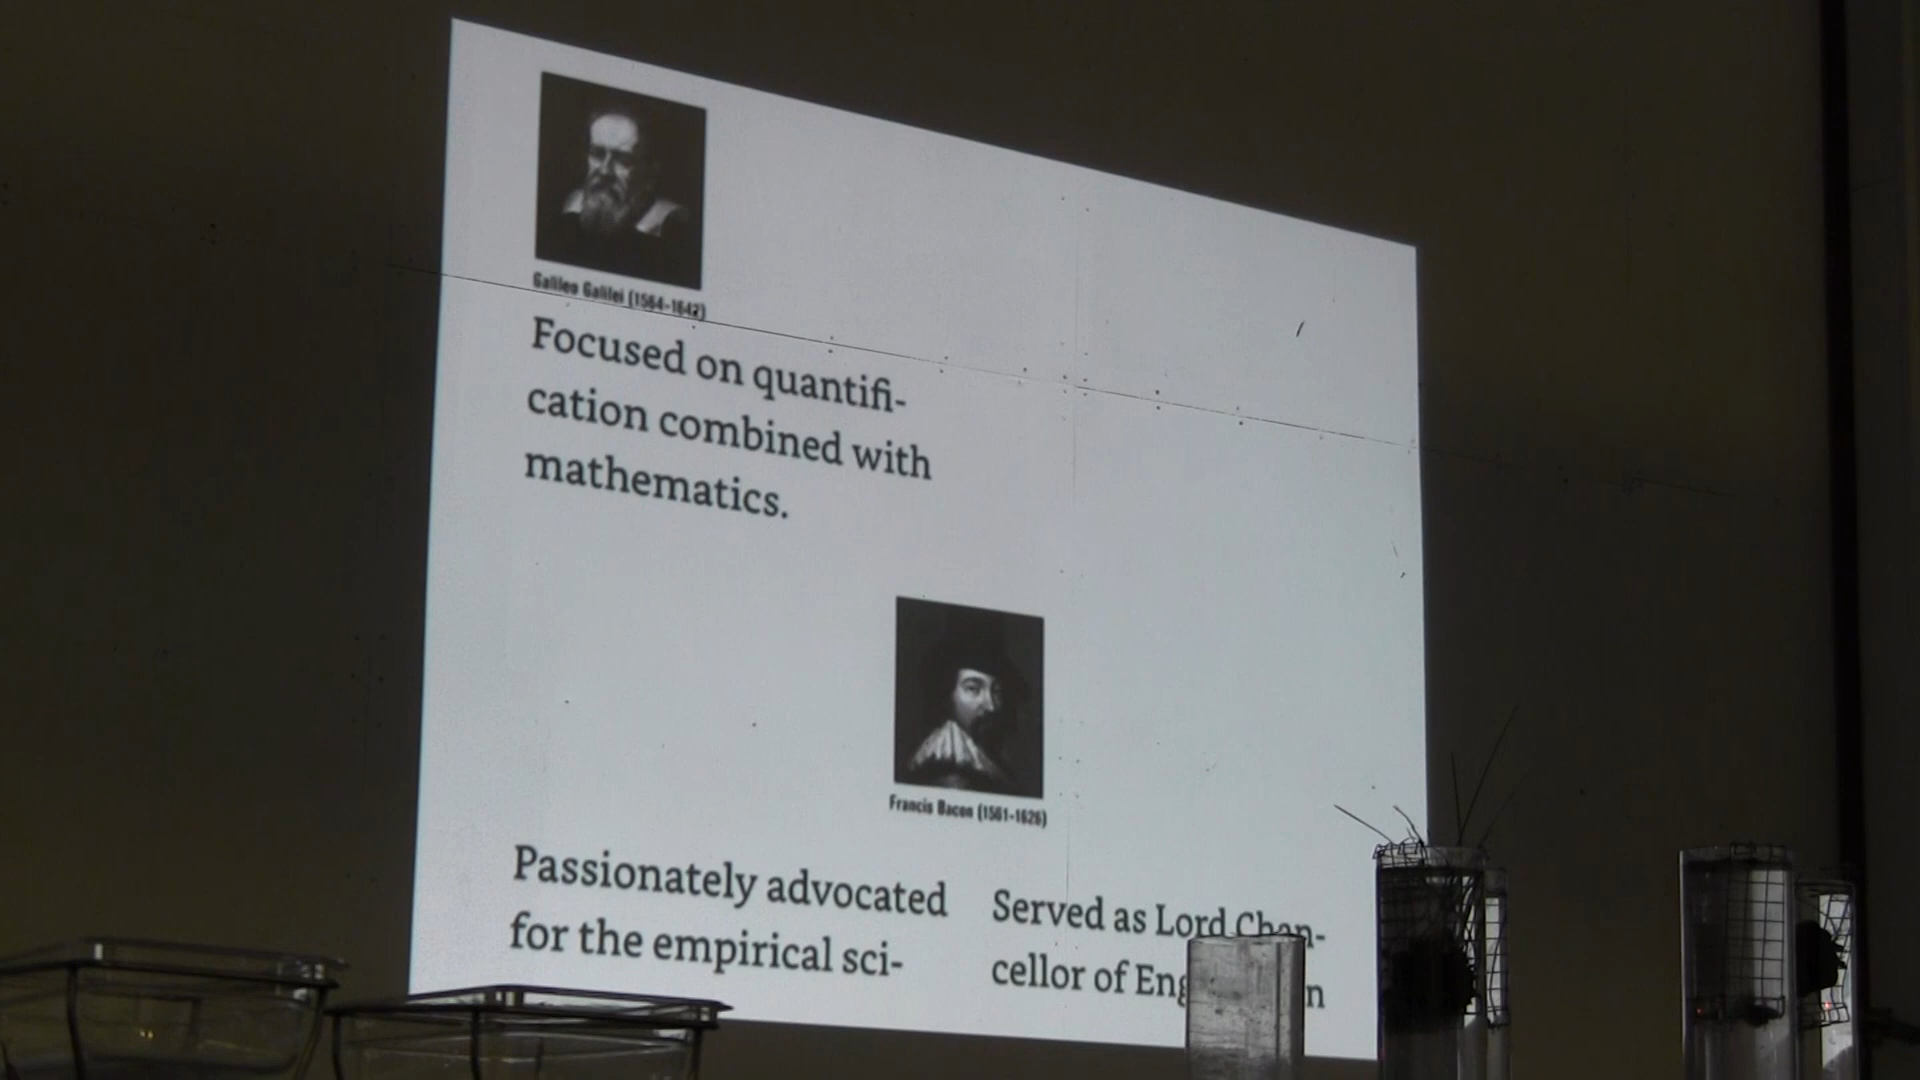 Galileo Galilei (1564-1642)
Focused on quantifi-
cation combined with
mathematics.
Francis Bacon (1561-1626)
Passionately advocated
for the empirical sci-
Served as Lord Chan-
cellor of